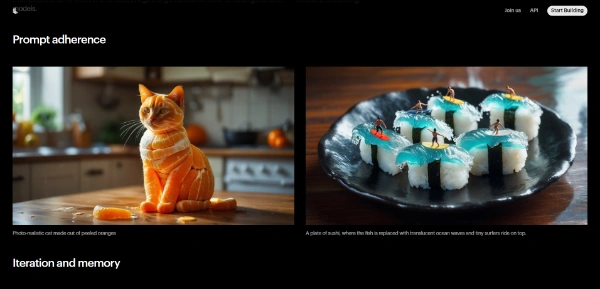 models.
Join us
API
Start Building
Prompt adherence
Photo-realistic cat made out of peeled oranges
A plate of sushi, where the fish is replaced with translucent ocean waves and tiny surfers ride on top.
Iteration and memory